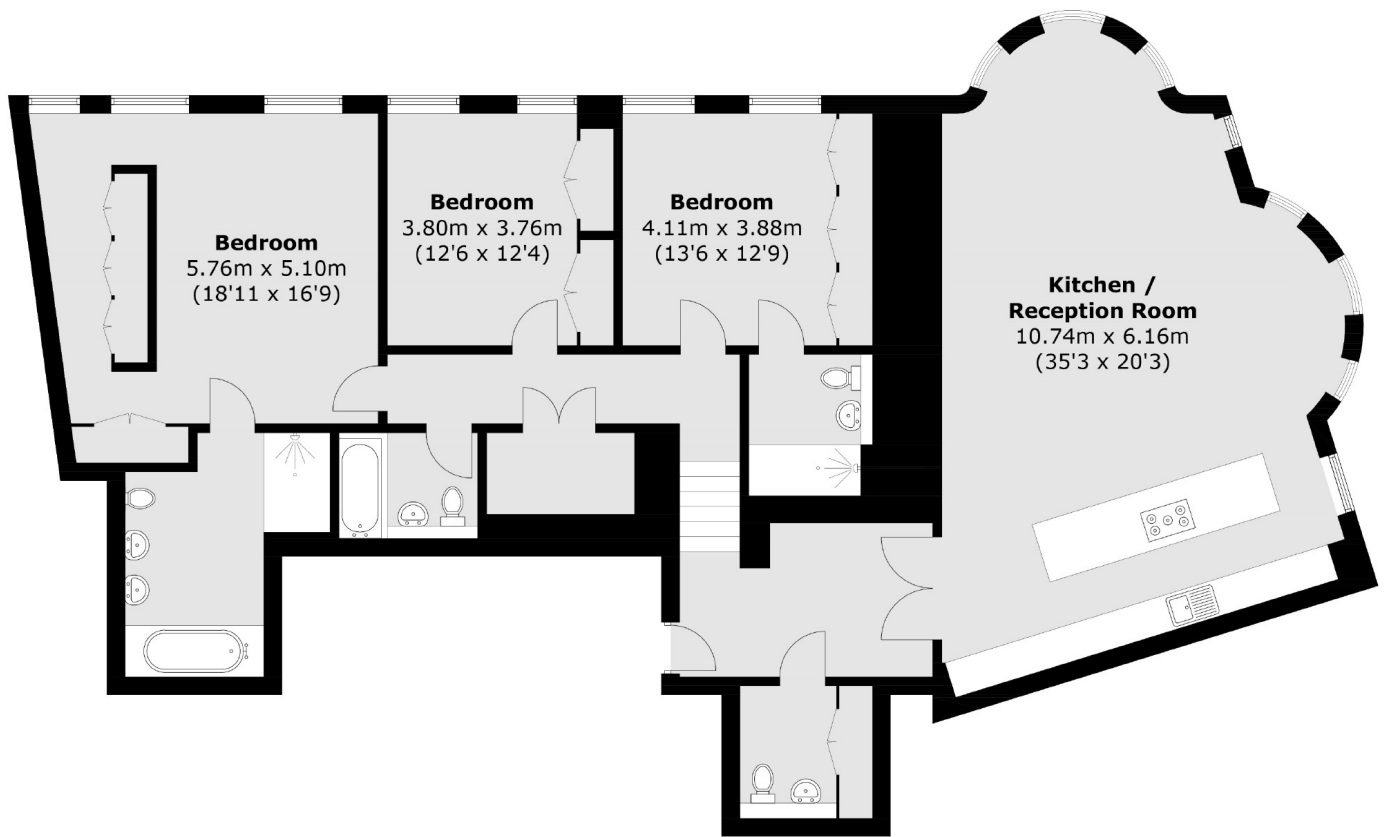 Bedroom
5.76m x 5.10m
(18'11 x 16'9)
Bedroom
3.80m x 3.76m
(12'6 x 12'4)
Bedroom
4.11m x 3.88m
(13'6 x 12'9)
Kitchen /
Reception Room
10.74m x 6.16m
(35'3 x 20'3)